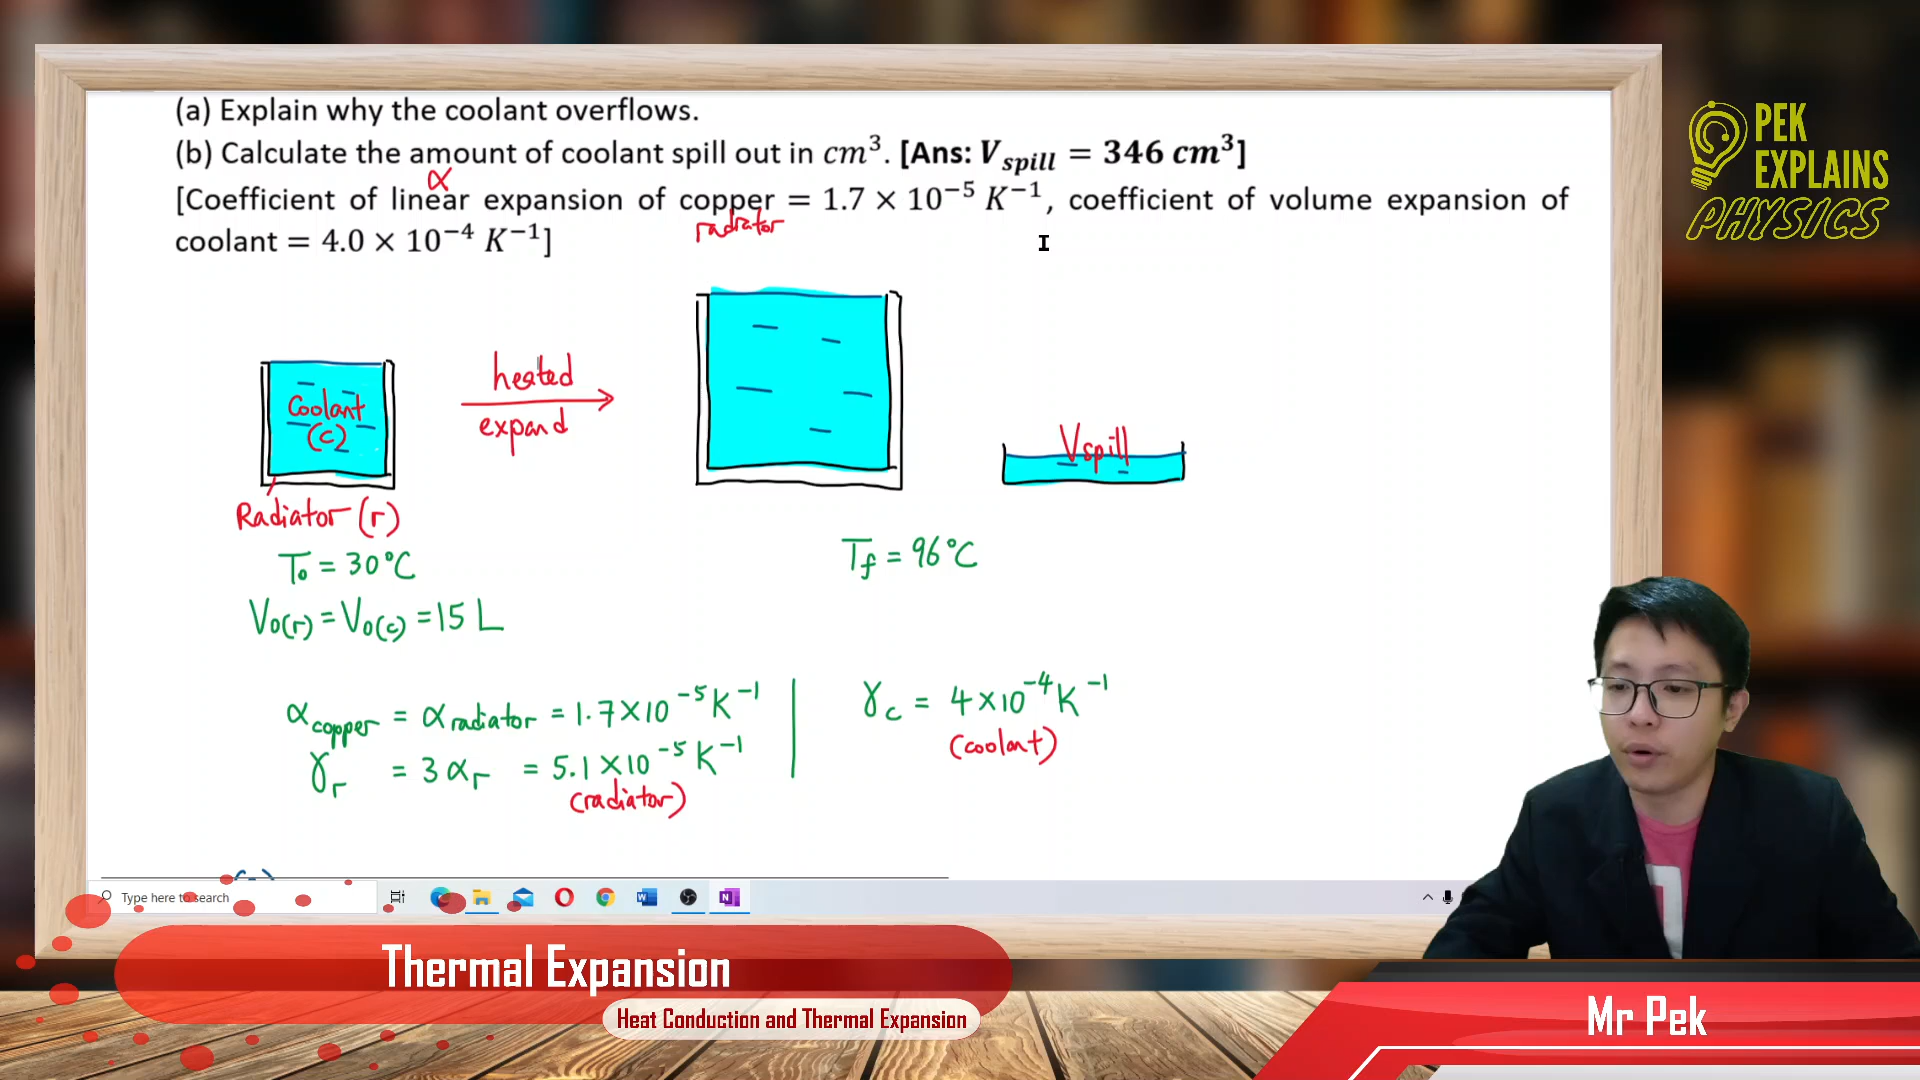 (a) Explain why the coolant overflows.
(b) Calculate the amount of coolant spill out in cm³. [Ans: V_spill = 346 cm³]
α
[Coefficient of linear expansion of copper = 1.7 × 10⁻⁵ K⁻¹, coefficient of volume expansion of
radiator
coolant = 4.0 × 10⁻⁴ K⁻¹]
PEK
EXPLAINS
PHYSICS
heated
expand
Coolant
(c)
Vspill
Radiator (r)
T₀ = 30°C
T_f = 96°C
V₀(r) = V₀(c) = 15 L
α_copper = α_radiator = 1.7 × 10⁻⁵ K⁻¹
γ_r = 3α_r = 5.1 × 10⁻⁵ K⁻¹
(radiator)
γ_c = 4 × 10⁻⁴ K⁻¹
(coolant)
Type here to search
Thermal Expansion
Heat Conduction and Thermal Expansion
Mr Pek